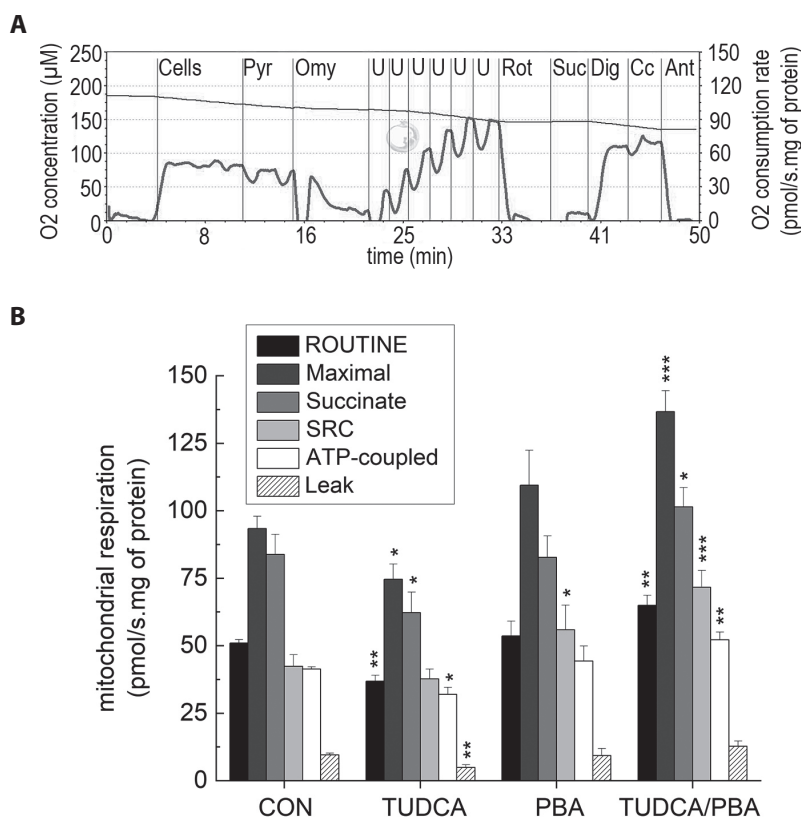 A
O2 concentration (µM)
250
200
150
100
50
0
Cells Pyr Omy U U U U U U Rot Suc Dig Cc Ant
150
120
90
60
30
0
O2 consumption rate
(pmol/s.mg of protein)
0 8 16 25 33 41 50
time (min)
B
ROUTINE
Maximal
Succinate
SRC
ATP-coupled
Leak
mitochondrial respiration
(pmol/s.mg of protein)
150
125
100
75
50
25
0
** * * * ** * ** *** * *** **
CON TUDCA PBA TUDCA/PBA